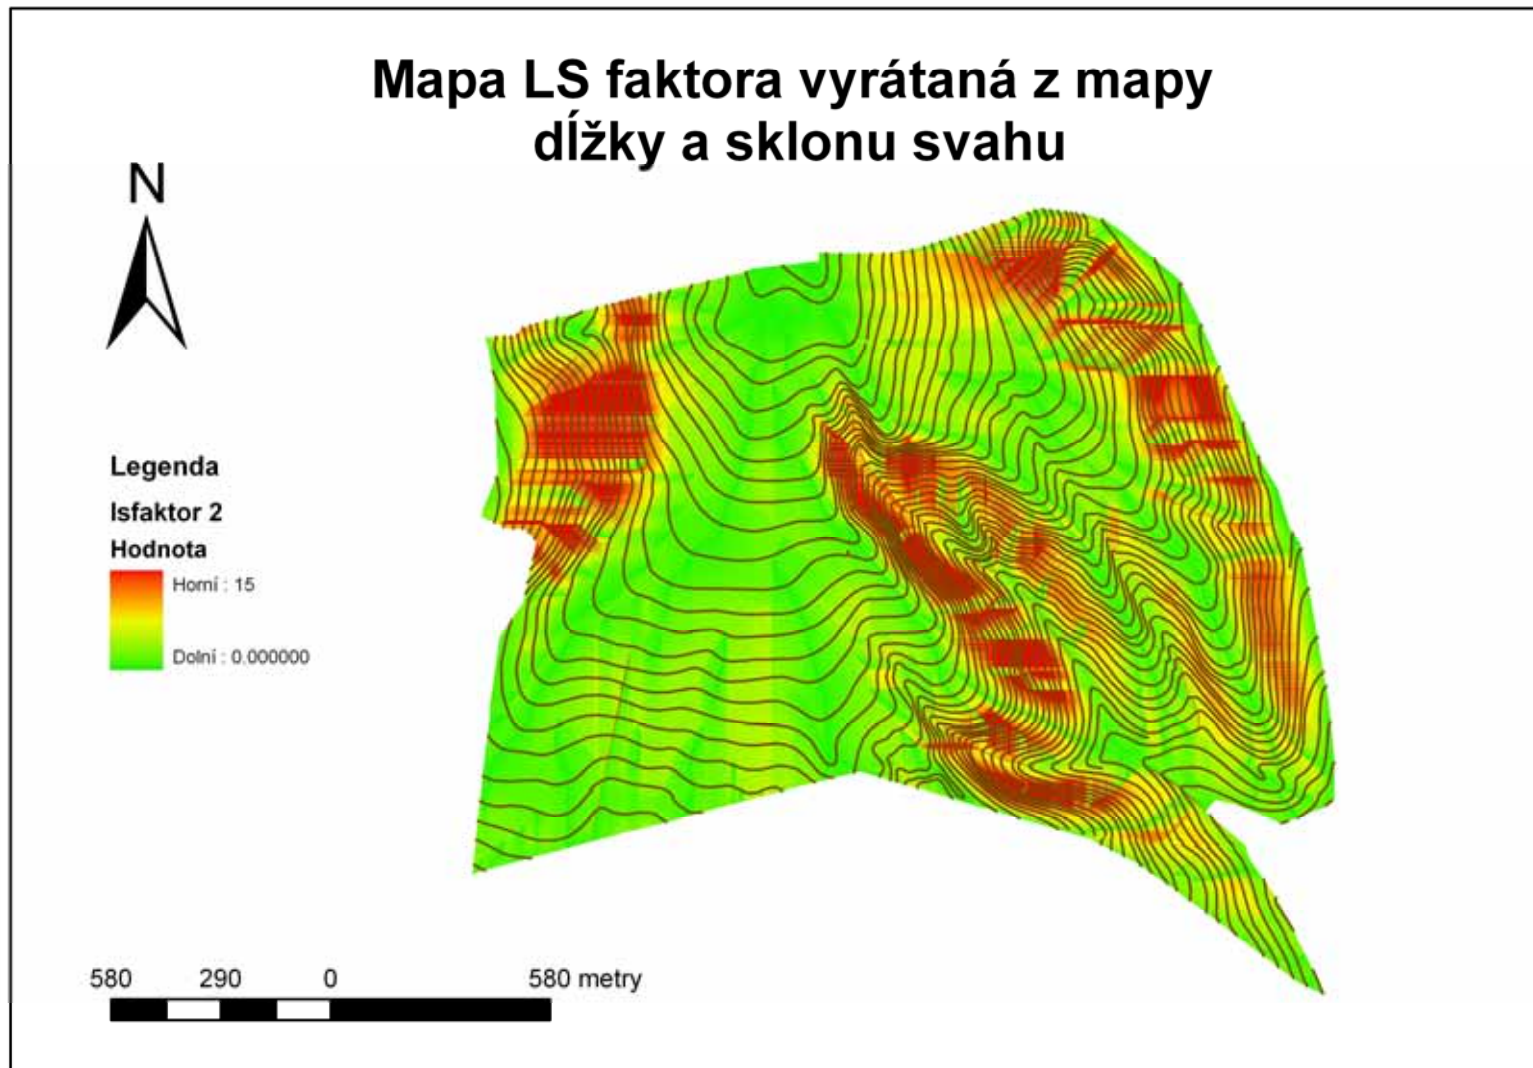 Mapa LS faktora vyrátaná z mapy
dĺžky a sklonu svahu
N
Legenda
lsfaktor 2
Hodnota
Horní : 15
Dolní : 0.000000
580 290 0 580 metry